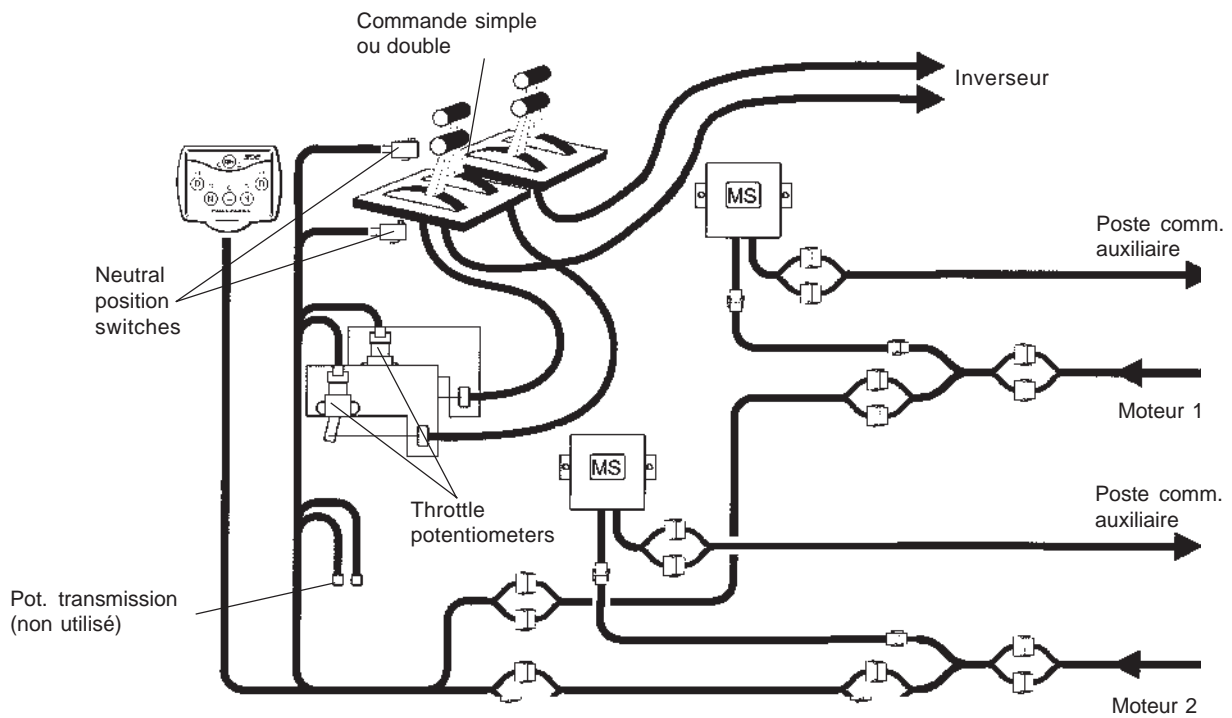 Commande simple
ou double
Inverseur
MS
Poste comm.
auxiliaire
Neutral
position
switches
Moteur 1
MS
Throttle
potentiometers
Poste comm.
auxiliaire
Pot. transmission
(non utilisé)
Moteur 2